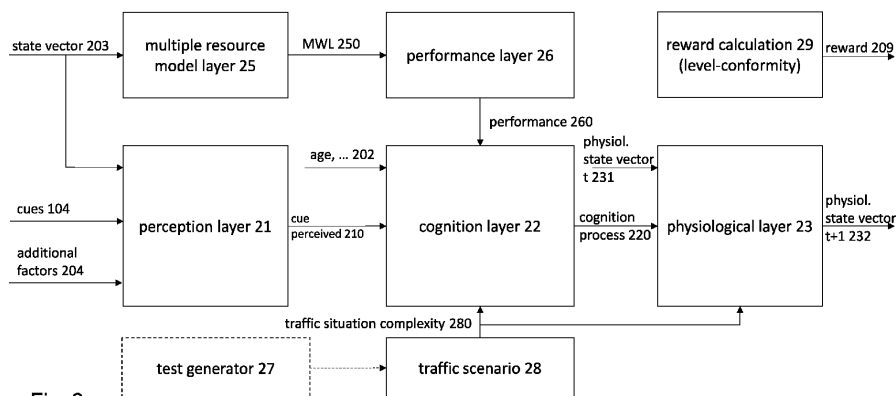 state vector 203
multiple resource
model layer 25
MWL 250
performance layer 26
reward calculation 29
(level-conformity)
reward 209
performance 260
age, ... 202
physiol.
state vector
t 231
cues 104
perception layer 21
cue
perceived 210
cognition layer 22
cognition
process 220
physiological layer 23
physiol.
state vector
t+1 232
additional
factors 204
traffic situation complexity 280
test generator 27
traffic scenario 28